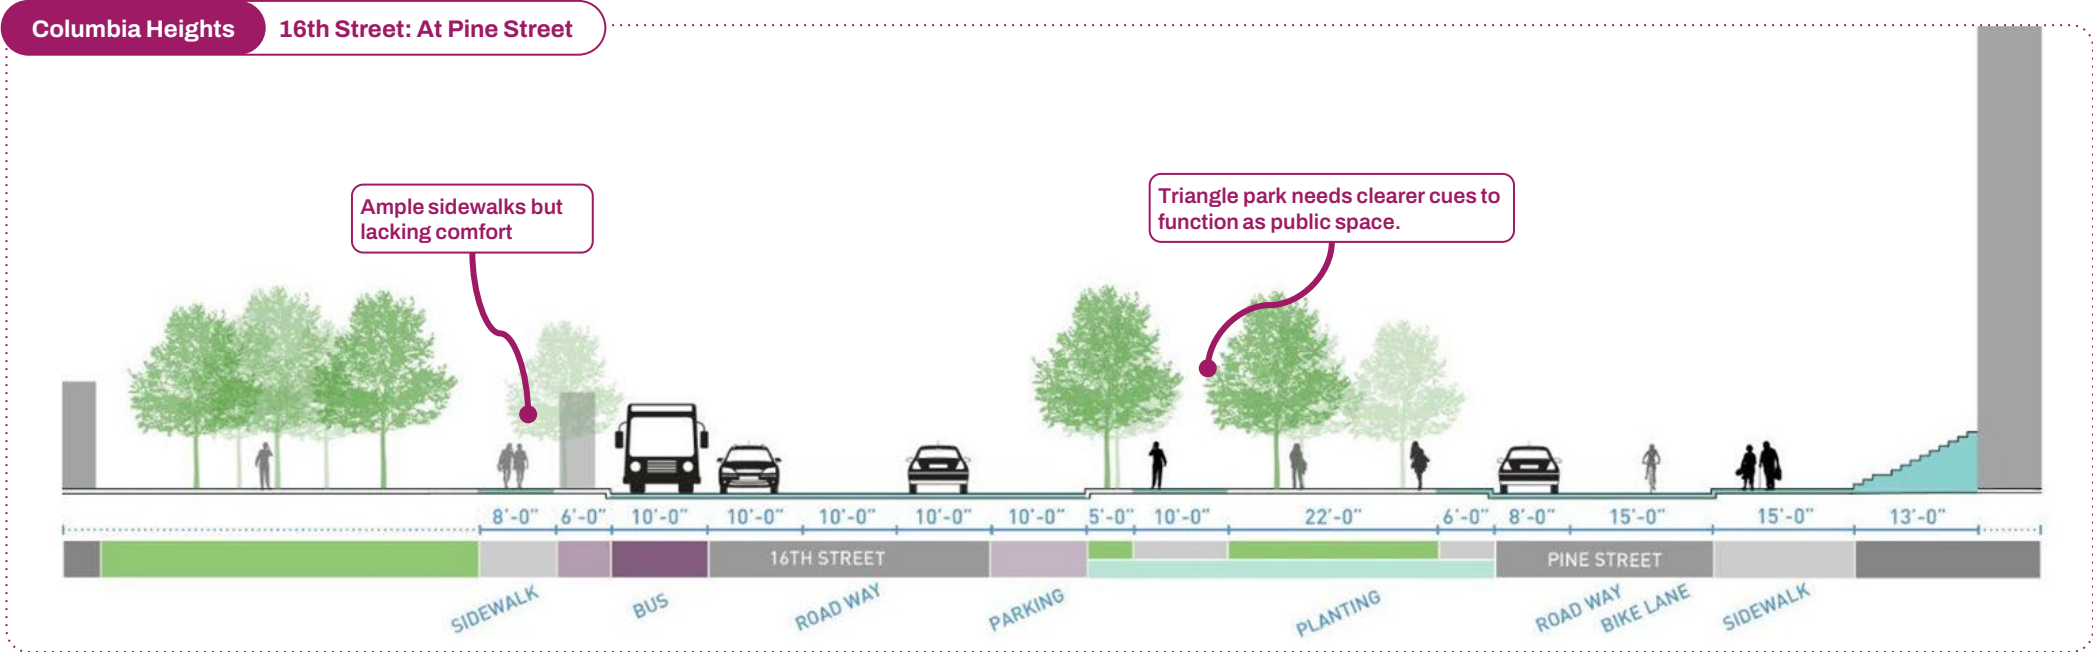 Columbia Heights 16th Street: At Pine Street
Ample sidewalks but
lacking comfort
Triangle park needs clearer cues to
function as public space.
8'-0" 6'-0" 10'-0" 10'-0" 10'-0" 10'-0" 10'-0" 5'-0" 10'-0" 22'-0" 6'-0" 8'-0" 15'-0" 15'-0" 13'-0"
16TH STREET PINE STREET
SIDEWALK BUS ROAD WAY PARKING PLANTING ROAD WAY BIKE LANE SIDEWALK